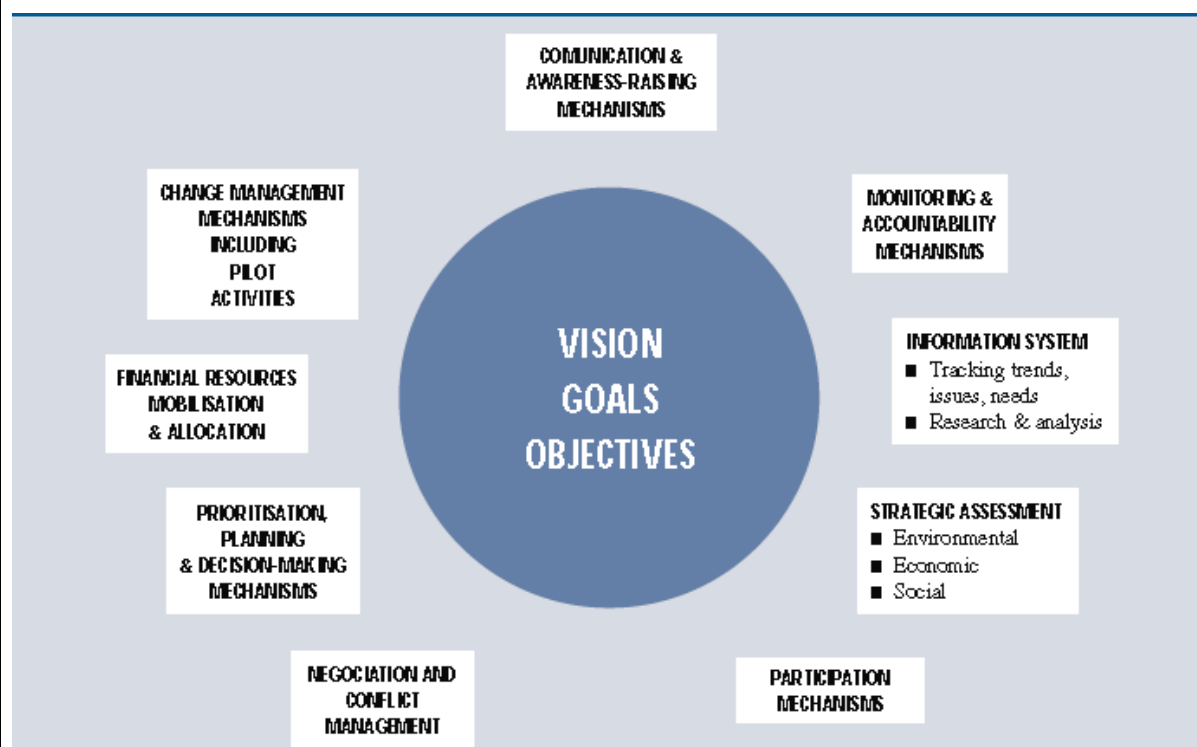 COMUNICATION &
AWARENESS-RAISING
MECHANISMS
CHANGE MANAGEMENT
MECHANISMS
INCLUDING
PILOT
ACTIVITIES
MONITORING &
ACCOUNTABILITY
MECHANISMS
VISION
GOALS
OBJECTIVES
INFORMATION SYSTEM
■ Tracking trends,
issues, needs
■ Research & analysis
FINANCIAL RESOURCES
MOBILISATION
& ALLOCATION
PRIORITISATION,
PLANNING
& DECISION-MAKING
MECHANISMS
STRATEGIC ASSESSMENT
■ Environmental
■ Economic
■ Social
NEGOCIATION AND
CONFLICT
MANAGEMENT
PARTICIPATION
MECHANISMS